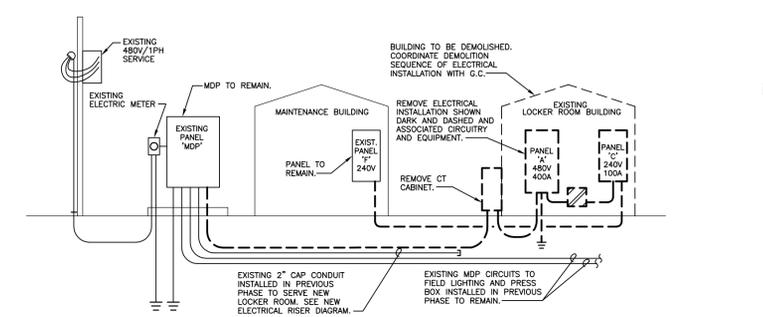 EXISTING
480V/1PH
SERVICE
EXISTING
ELECTRIC METER
MDP TO REMAIN.
EXISTING
PANEL
"MDP"
MAINTENANCE BUILDING
EXIST.
PANEL
"F"
240V
PANEL TO
REMAIN.
BUILDING TO BE DEMOLISHED.
COORDINATE DEMOLITION
SEQUENCE OF ELECTRICAL
INSTALLATION WITH G.C.
REMOVE ELECTRICAL
INSTALLATION SHOWN
DARK AND DASHED AND
ASSOCIATED CIRCUITRY
AND EQUIPMENT.
EXISTING
LOCKER ROOM BUILDING
PANEL
"A"
480V
400A
PANEL
"C"
240V
100A
REMOVE CT
CABINET.
EXISTING 2" CAP CONDUIT
INSTALLED IN PREVIOUS
PHASE TO SERVE NEW
LOCKER ROOM. SEE NEW
ELECTRICAL RISER DIAGRAM.
EXISTING MDP CIRCUITS TO
FIELD LIGHTING AND PRESS
BOX INSTALLED IN PREVIOUS
PHASE TO REMAIN.